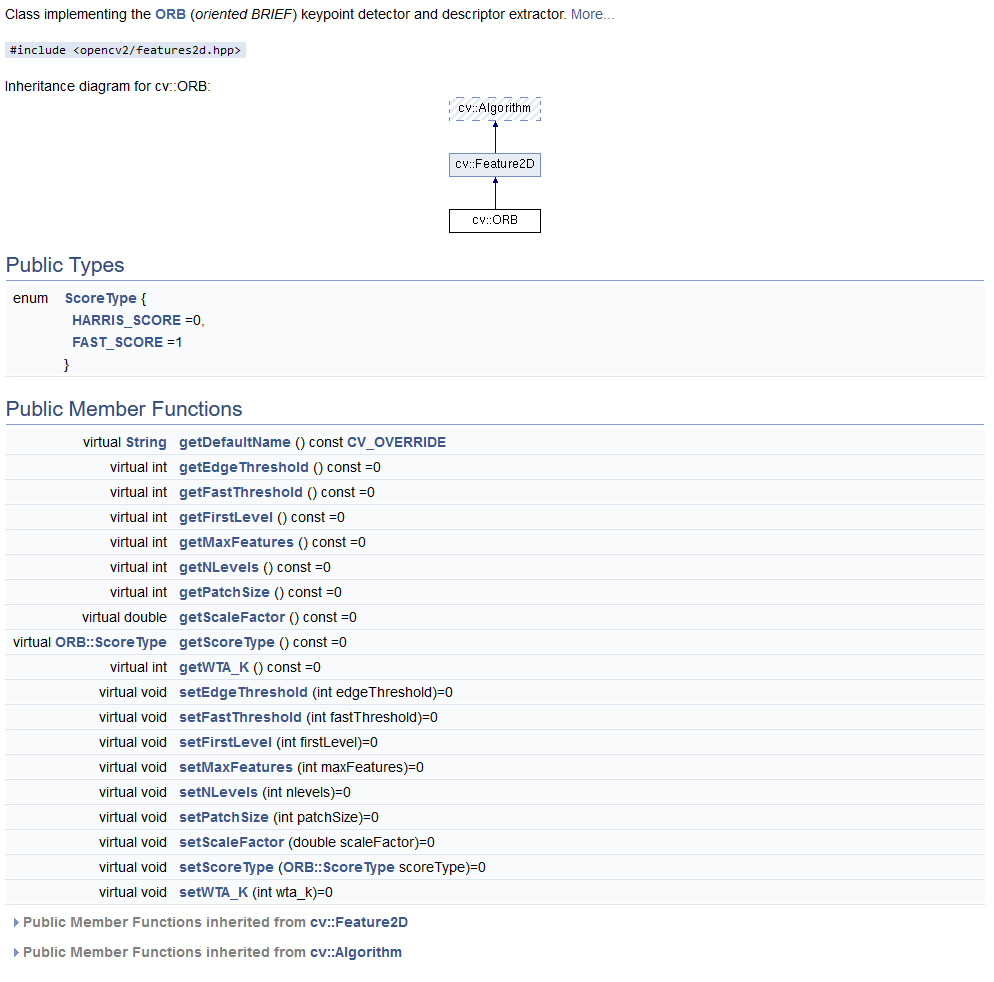 Class implementing the ORB (oriented BRIEF) keypoint detector and descriptor extractor. More...
#include <opencv2/features2d.hpp>
Inheritance diagram for cv::ORB:
cv::Algorithm
cv::Feature2D
cv::ORB
Public Types
enum ScoreType {
HARRIS_SCORE =0,
FAST_SCORE =1
}
Public Member Functions
virtual String getDefaultName () const CV_OVERRIDE
virtual int getEdgeThreshold () const =0
virtual int getFastThreshold () const =0
virtual int getFirstLevel () const =0
virtual int getMaxFeatures () const =0
virtual int getNLevels () const =0
virtual int getPatchSize () const =0
virtual double getScaleFactor () const =0
virtual ORB::ScoreType getScoreType () const =0
virtual int getWTA_K () const =0
virtual void setEdgeThreshold (int edgeThreshold)=0
virtual void setFastThreshold (int fastThreshold)=0
virtual void setFirstLevel (int firstLevel)=0
virtual void setMaxFeatures (int maxFeatures)=0
virtual void setNLevels (int nlevels)=0
virtual void setPatchSize (int patchSize)=0
virtual void setScaleFactor (double scaleFactor)=0
virtual void setScoreType (ORB::ScoreType scoreType)=0
virtual void setWTA_K (int wta_k)=0
Public Member Functions inherited from cv::Feature2D
Public Member Functions inherited from cv::Algorithm